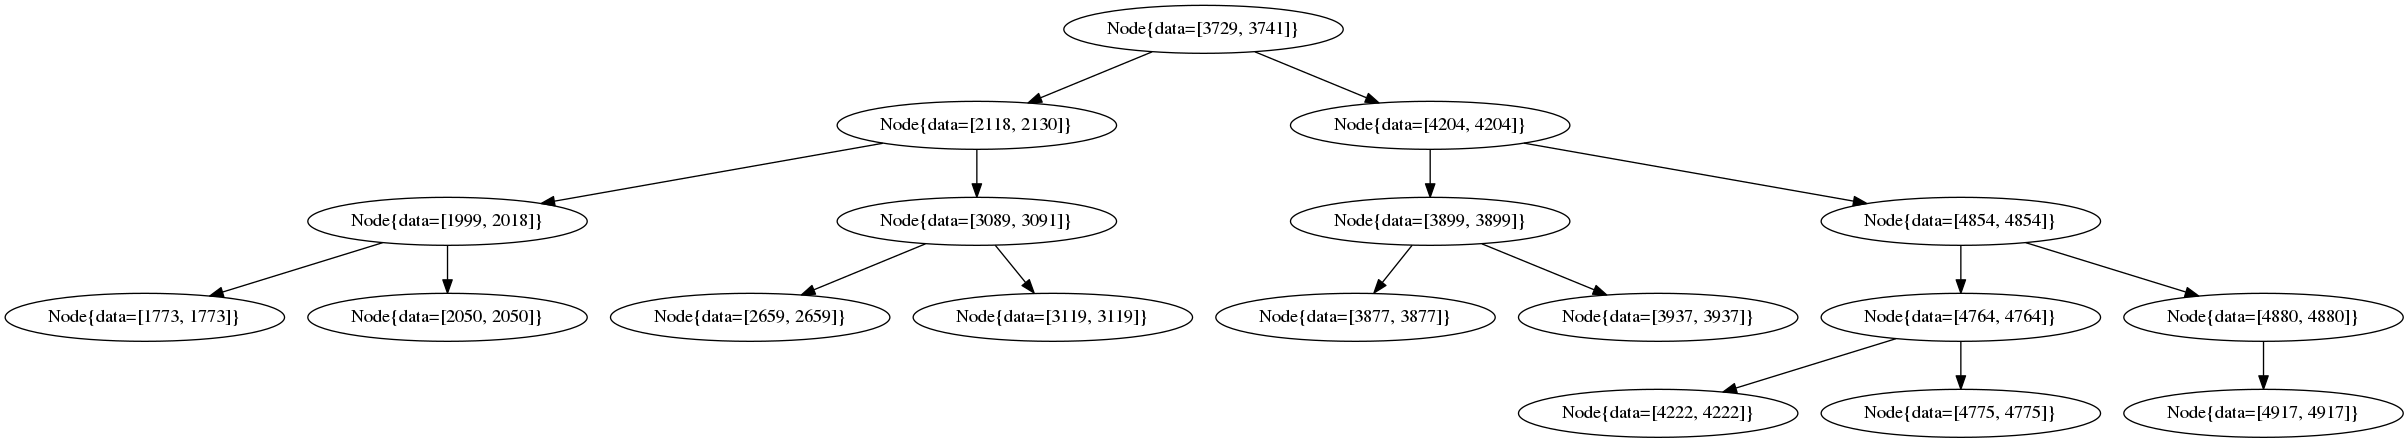 Node{data=[3729, 3741]}
Node{data=[2118, 2130]}
Node{data=[4204, 4204]}
Node{data=[1999, 2018]}
Node{data=[3089, 3091]}
Node{data=[3899, 3899]}
Node{data=[4854, 4854]}
Node{data=[1773, 1773]}
Node{data=[2050, 2050]}
Node{data=[2659, 2659]}
Node{data=[3119, 3119]}
Node{data=[3877, 3877]}
Node{data=[3937, 3937]}
Node{data=[4764, 4764]}
Node{data=[4880, 4880]}
Node{data=[4222, 4222]}
Node{data=[4775, 4775]}
Node{data=[4917, 4917]}